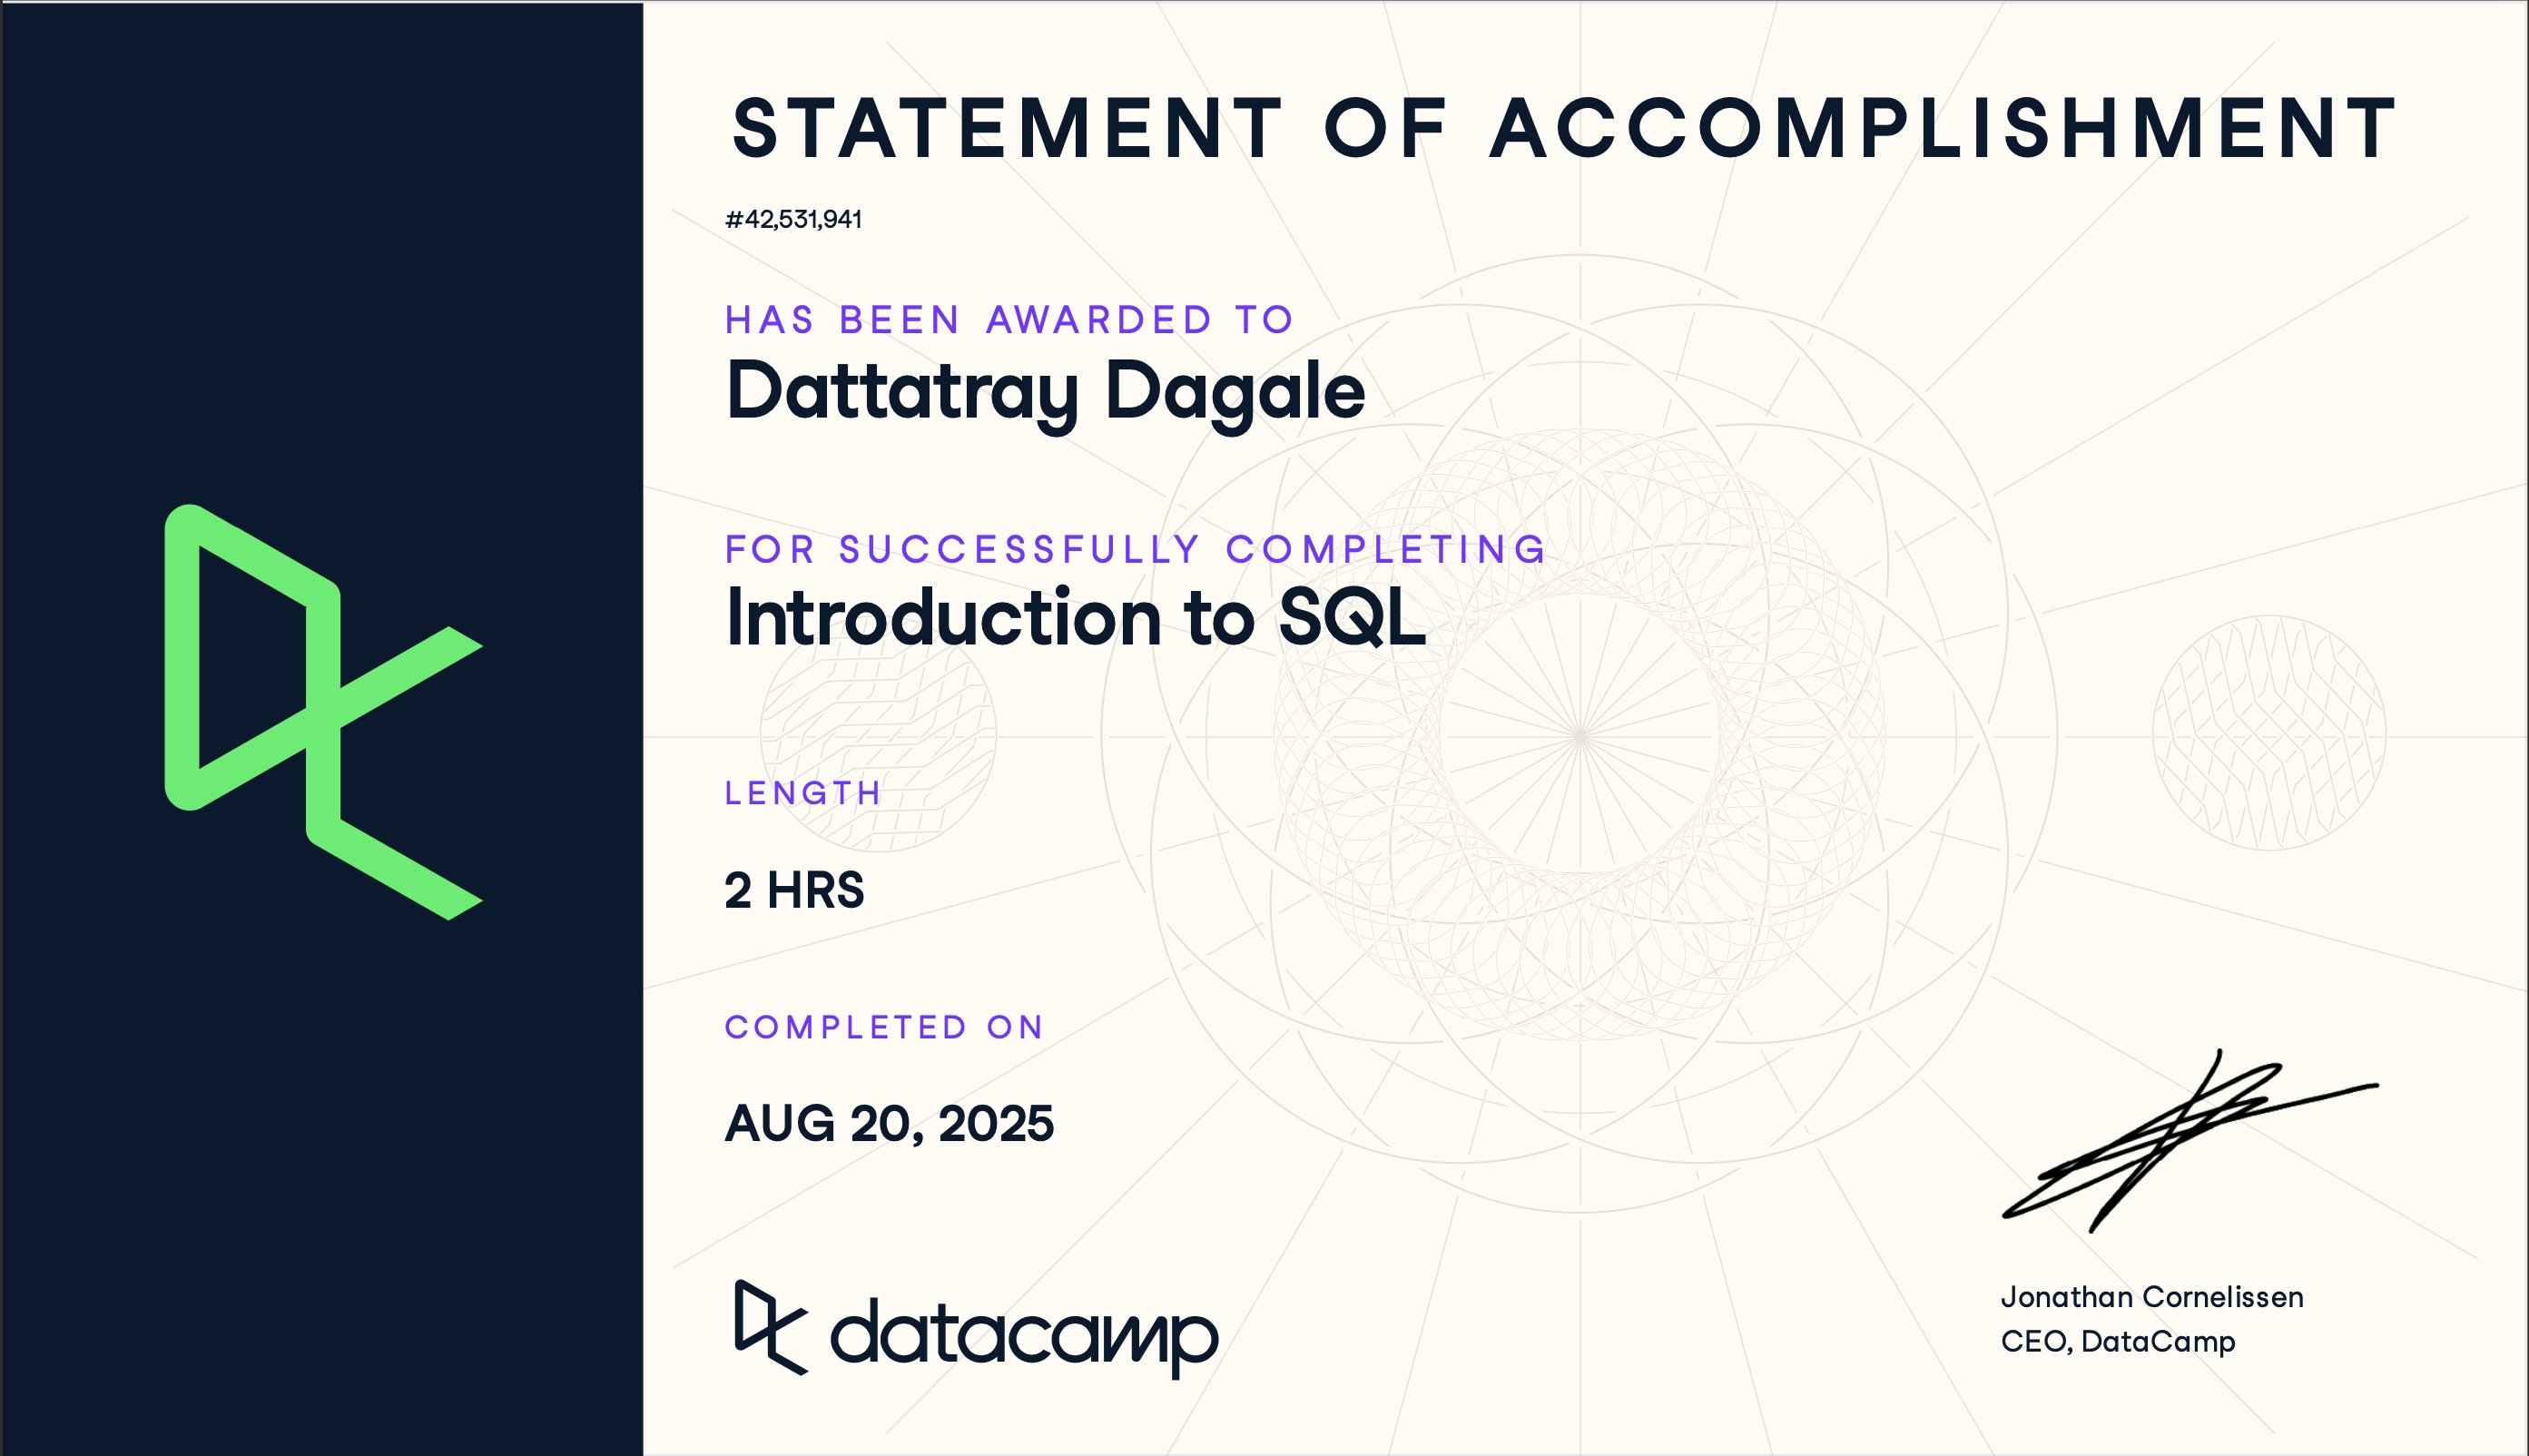 STATEMENT OF ACCOMPLISHMENT
#42,531,941
HAS BEEN AWARDED TO
Dattatray Dagale
FOR SUCCESSFULLY COMPLETING
Introduction to SQL
LENGTH
2 HRS
COMPLETED ON
AUG 20, 2025
datacamp
Jonathan Cornelissen
CEO, DataCamp